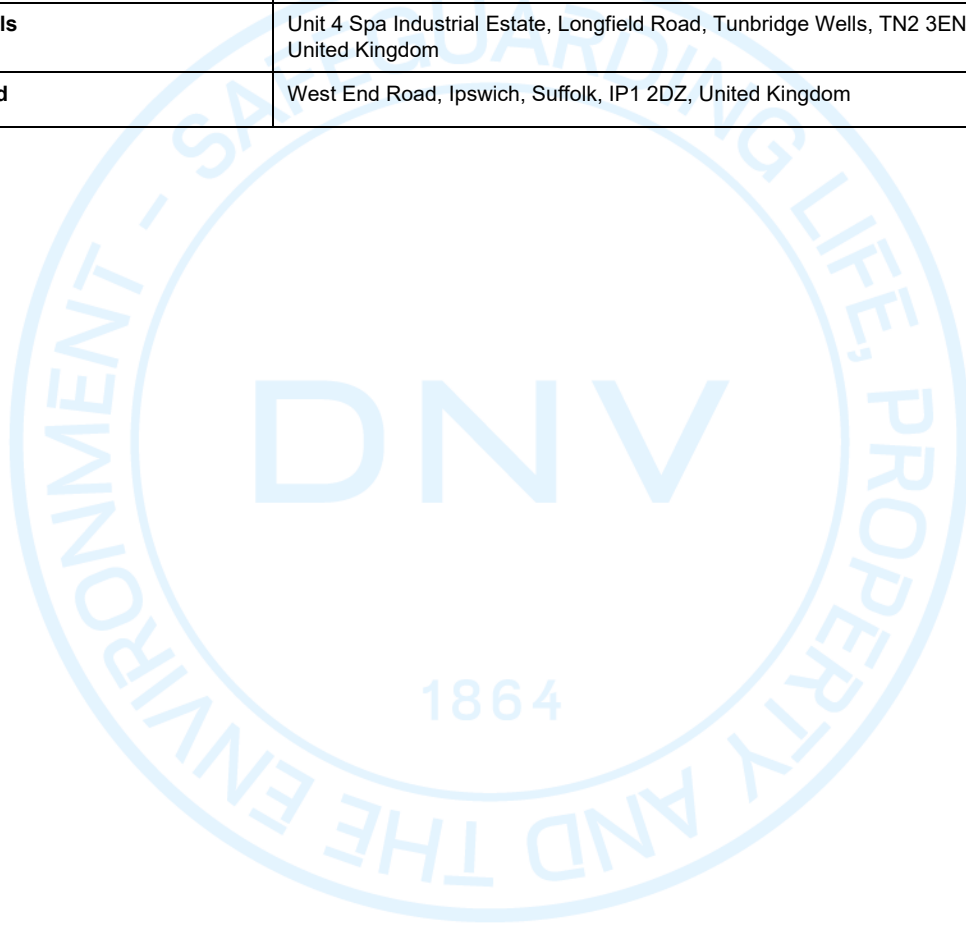 ls
Unit 4 Spa Industrial Estate, Longfield Road, Tunbridge Wells, TN2 3EN
United Kingdom
d
West End Road, Ipswich, Suffolk, IP1 2DZ, United Kingdom
SAFEGUARDING LIFE, PROPERTY AND THE ENVIRONMENT -
DNV
1864